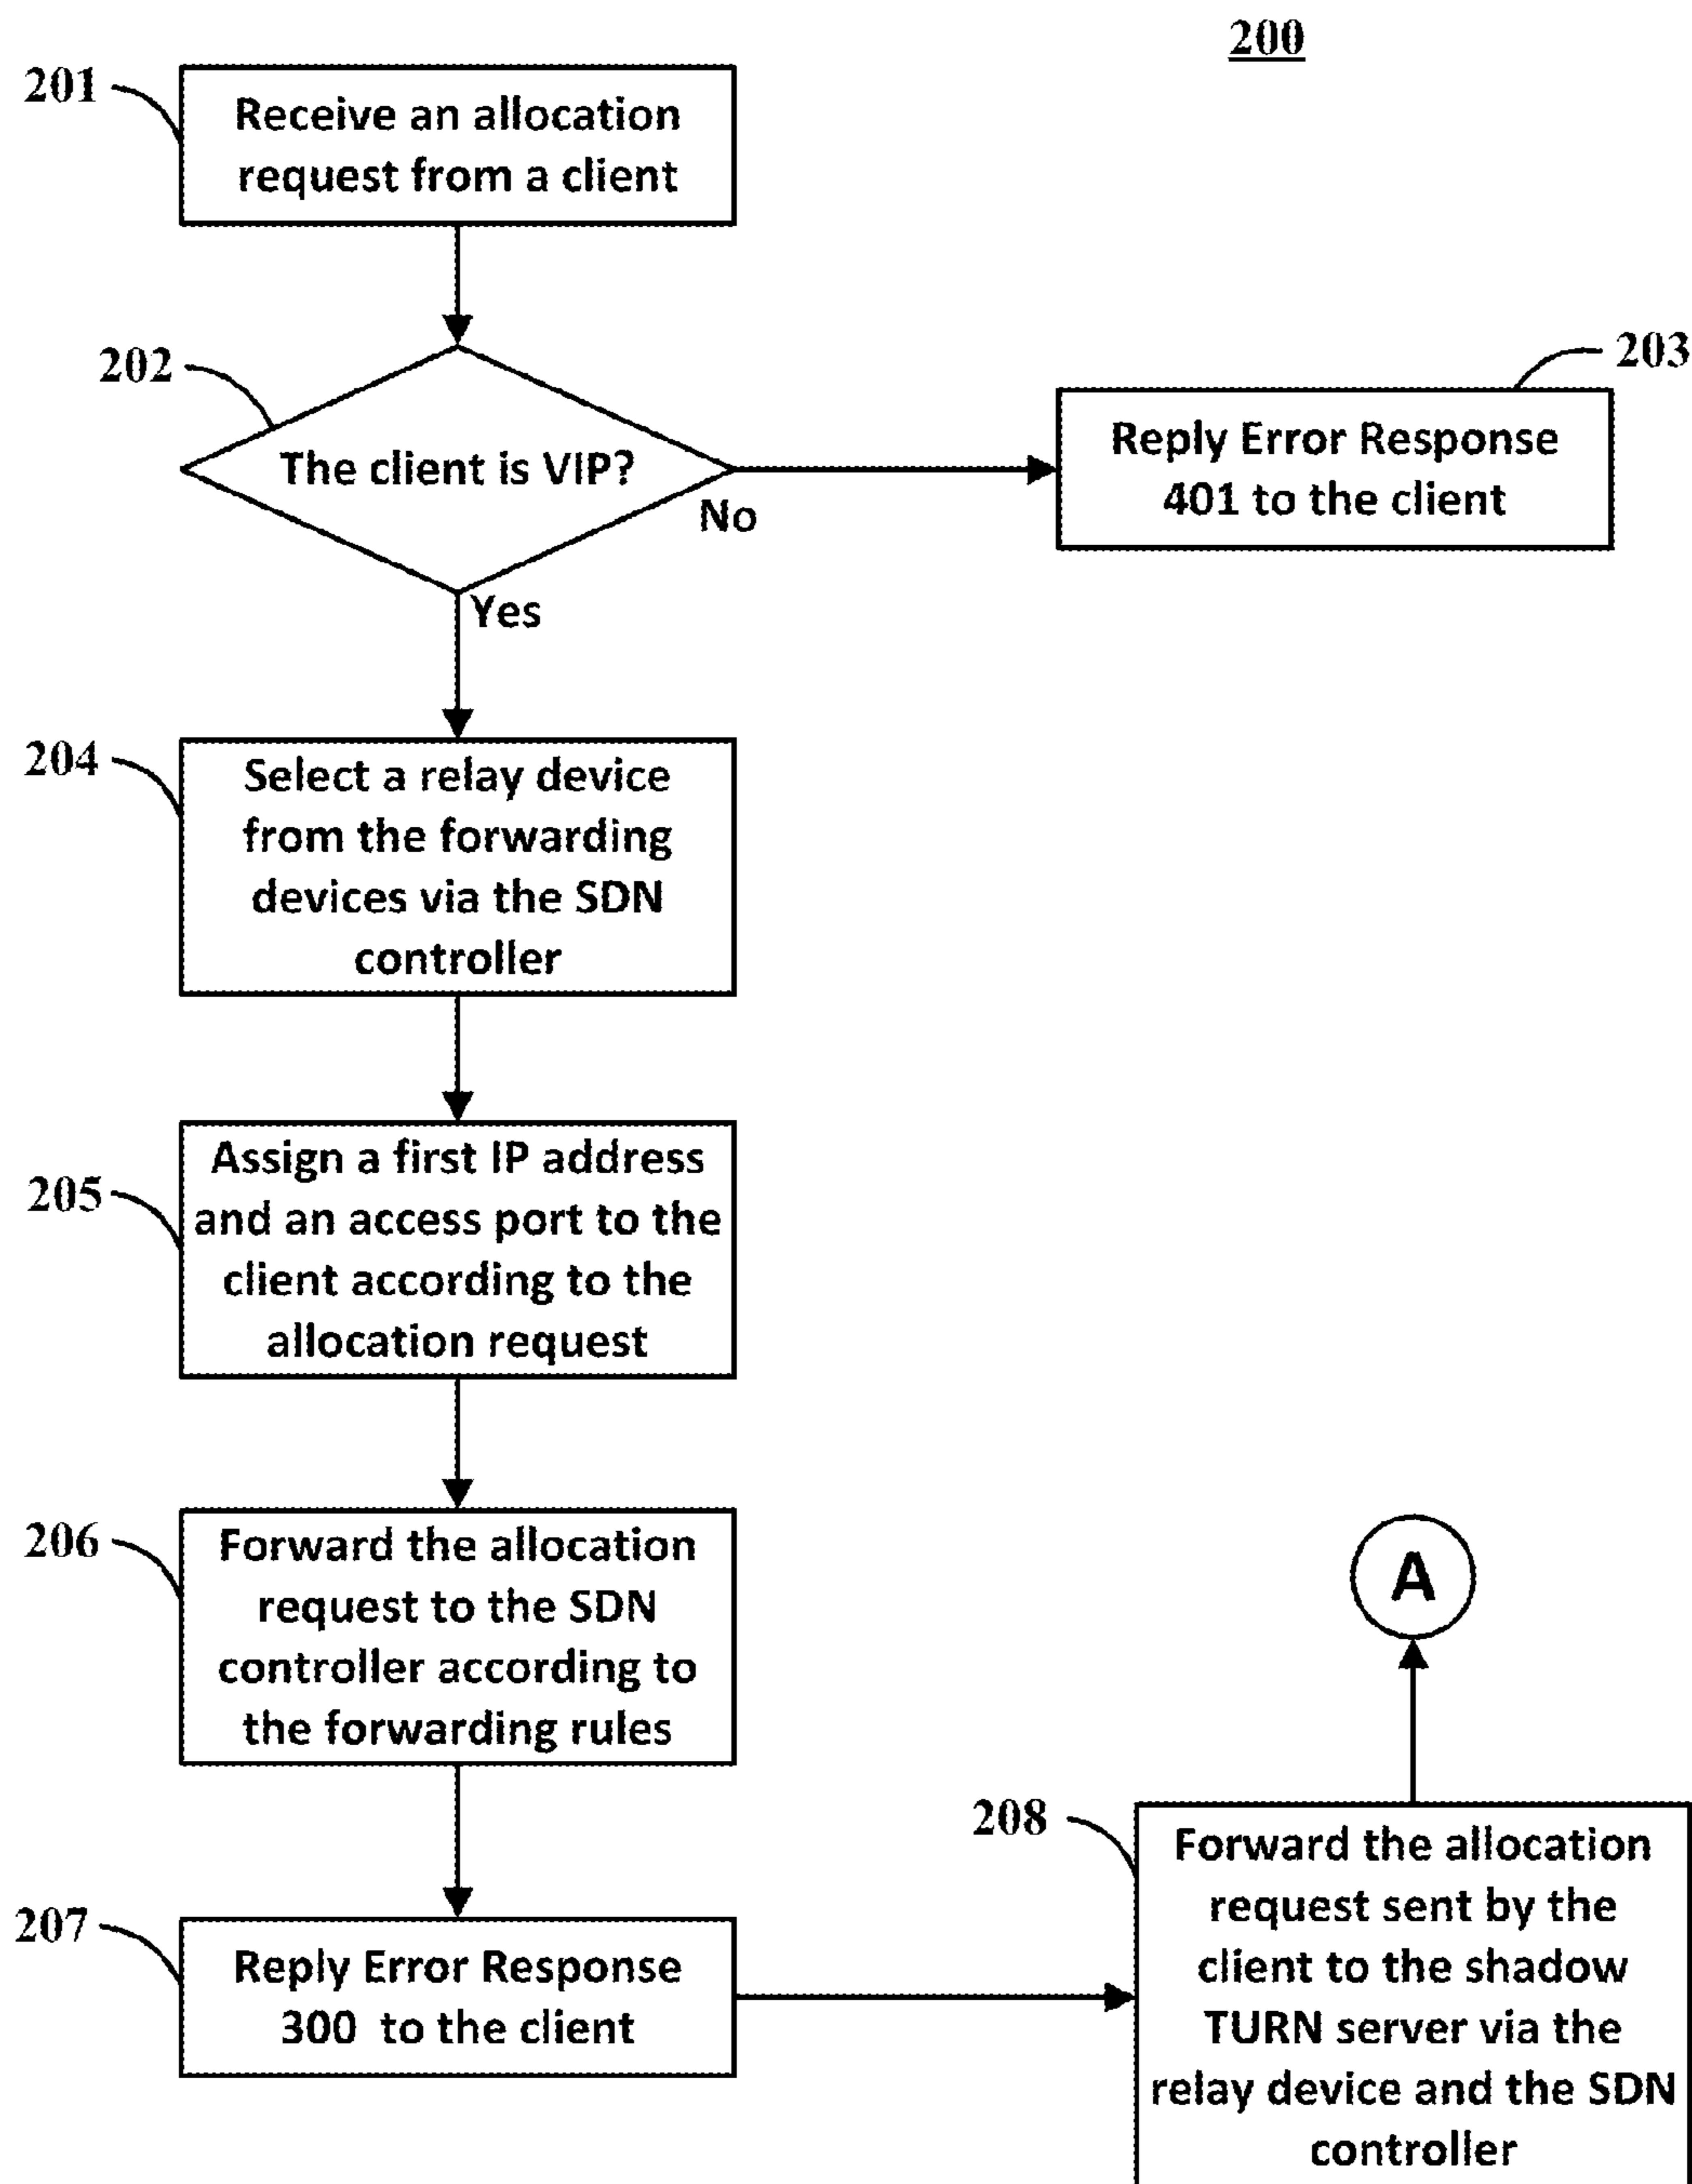 200
201
Receive an allocation
request from a client
202
The client is VIP?
No
Yes
203
Reply Error Response
401 to the client
204
Select a relay device
from the forwarding
devices via the SDN
controller
205
Assign a first IP address
and an access port to the
client according to the
allocation request
206
Forward the allocation
request to the SDN
controller according to
the forwarding rules
207
Reply Error Response
300 to the client
208
Forward the allocation
request sent by the
client to the shadow
TURN server via the
relay device and the SDN
controller
A